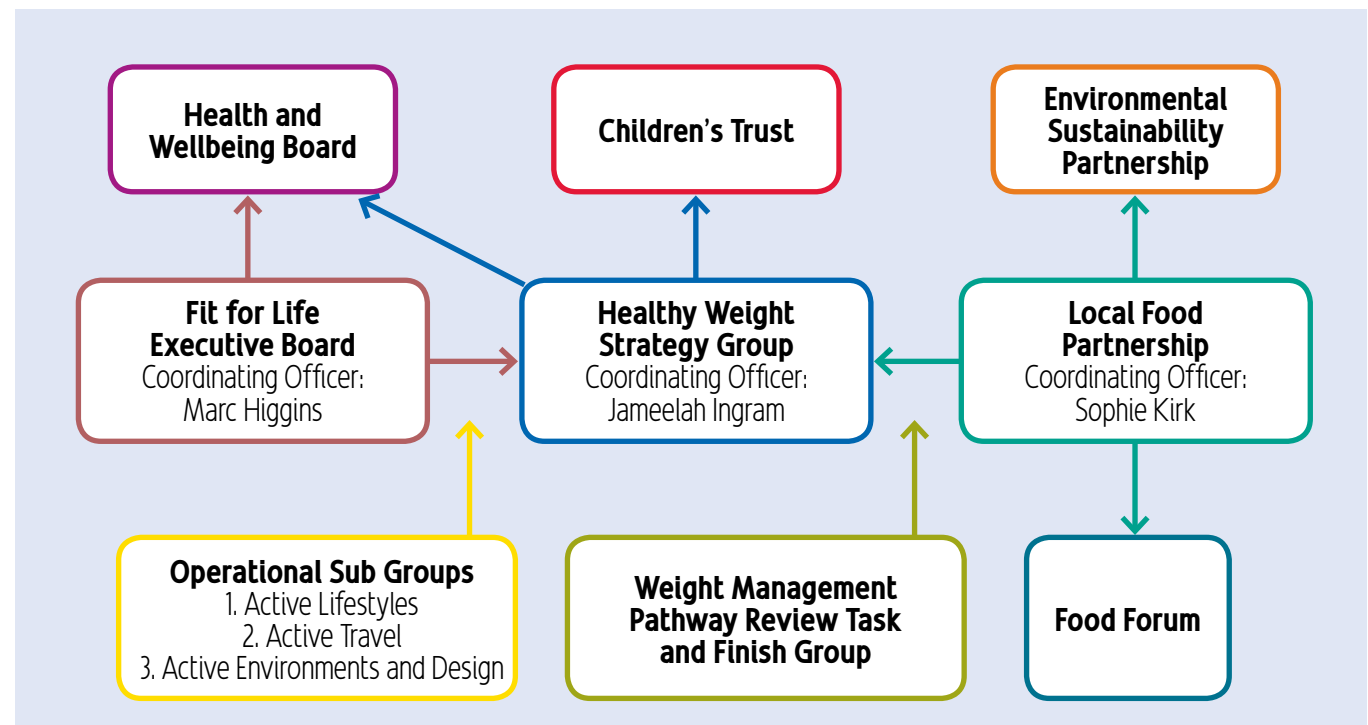 Health and
Wellbeing Board
Children’s Trust
Environmental
Sustainability
Partnership
Fit for Life
Executive Board
Coordinating Officer:
Marc Higgins
Healthy Weight
Strategy Group
Coordinating Officer:
Jameelah Ingram
Local Food
Partnership
Coordinating Officer:
Sophie Kirk
Operational Sub Groups
1. Active Lifestyles
2. Active Travel
3. Active Environments and Design
Weight Management
Pathway Review Task
and Finish Group
Food Forum